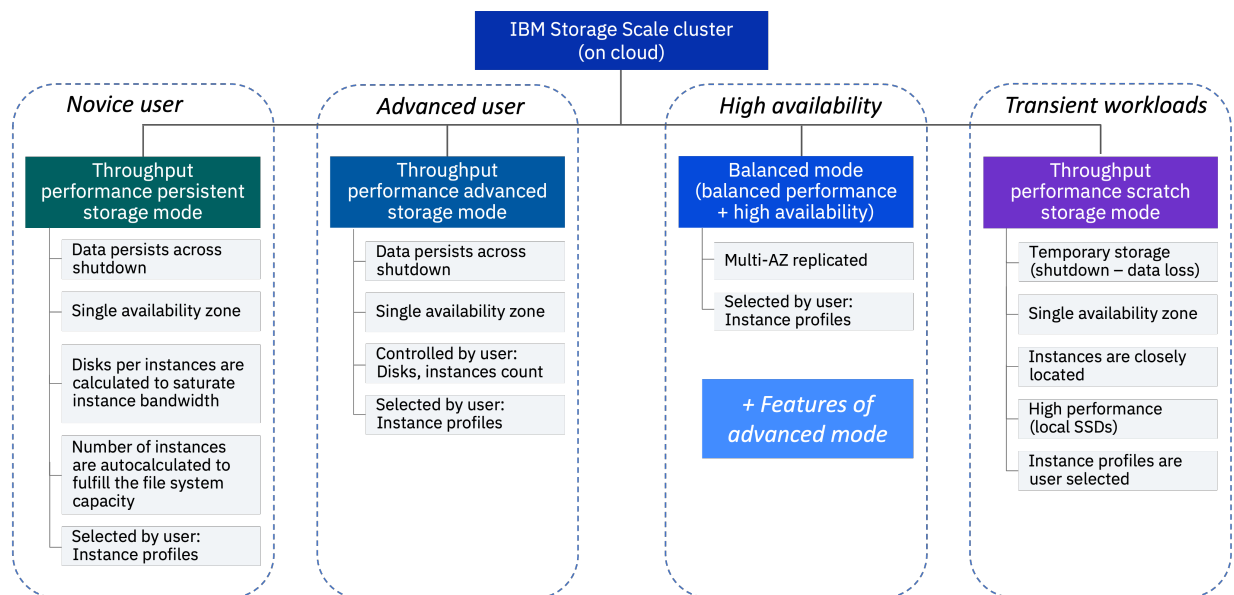 IBM Storage Scale cluster
(on cloud)
Novice user
Throughput
performance persistent
storage mode
Data persists across
shutdown
Single availability zone
Disks per instances are
calculated to saturate
instance bandwidth
Number of instances
are autocalculated to
fulfill the file system
capacity
Selected by user:
Instance profiles
Advanced user
Throughput
performance advanced
storage mode
Data persists across
shutdown
Single availability zone
Controlled by user:
Disks, instances count
Selected by user:
Instance profiles
High availability
Balanced mode
(balanced performance
+ high availability)
Multi-AZ replicated
Selected by user:
Instance profiles
+ Features of
advanced mode
Transient workloads
Throughput
performance scratch
storage mode
Temporary storage
(shutdown – data loss)
Single availability zone
Instances are closely
located
High performance
(local SSDs)
Instance profiles are
user selected